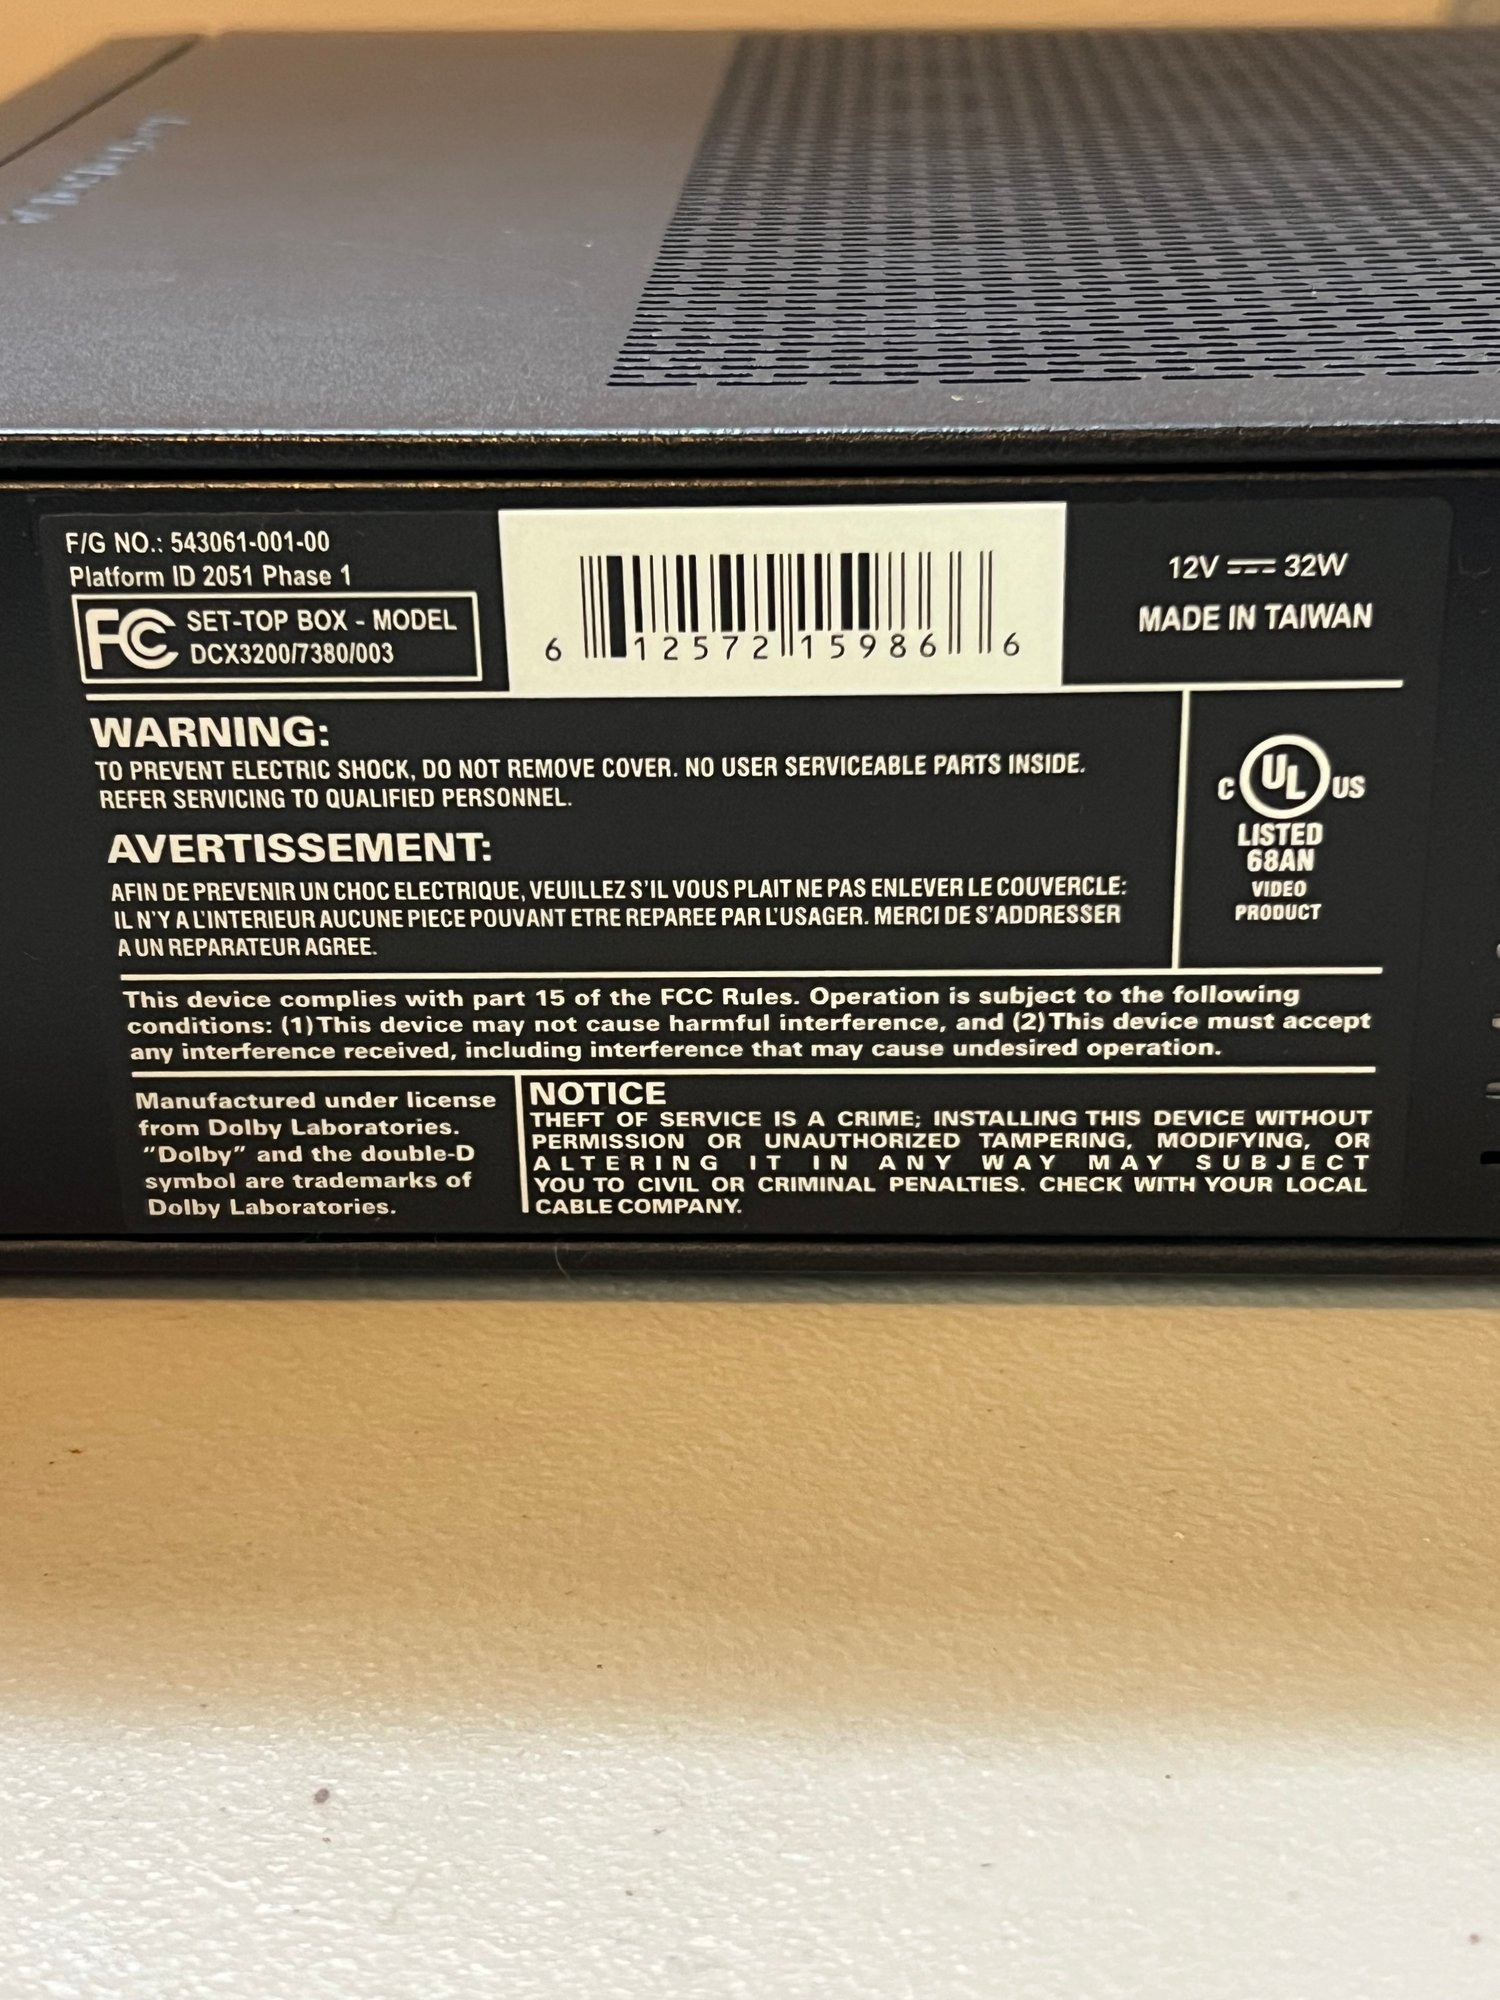 F/G NO.: 543061-001-00
Platform ID 2051 Phase 1
FC SET-TOP BOX - MODEL
DCX3200/7380/003
6 12572 15986 6
12V 32W
MADE IN TAIWAN
WARNING:
TO PREVENT ELECTRIC SHOCK, DO NOT REMOVE COVER. NO USER SERVICEABLE PARTS INSIDE.
REFER SERVICING TO QUALIFIED PERSONNEL.
AVERTISSEMENT:
AFIN DE PREVENIR UN CHOC ELECTRIQUE, VEUILLEZ S'IL VOUS PLAIT NE PAS ENLEVER LE COUVERCLE:
IL N'Y A L'INTERIEUR AUCUNE PIECE POUVANT ETRE REPAREE PAR L'USAGER. MERCI DE S'ADDRESSER
A UN REPARATEUR AGREE.
C UL US
LISTED
68AN
VIDEO
PRODUCT
This device complies with part 15 of the FCC Rules. Operation is subject to the following
conditions: (1) This device may not cause harmful interference, and (2) This device must accept
any interference received, including interference that may cause undesired operation.
Manufactured under license
from Dolby Laboratories.
"Dolby" and the double-D
symbol are trademarks of
Dolby Laboratories.
NOTICE
THEFT OF SERVICE IS A CRIME; INSTALLING THIS DEVICE WITHOUT
PERMISSION OR UNAUTHORIZED TAMPERING, MODIFYING, OR
ALTERING IT IN ANY WAY MAY SUBJECT
YOU TO CIVIL OR CRIMINAL PENALTIES. CHECK WITH YOUR LOCAL
CABLE COMPANY.